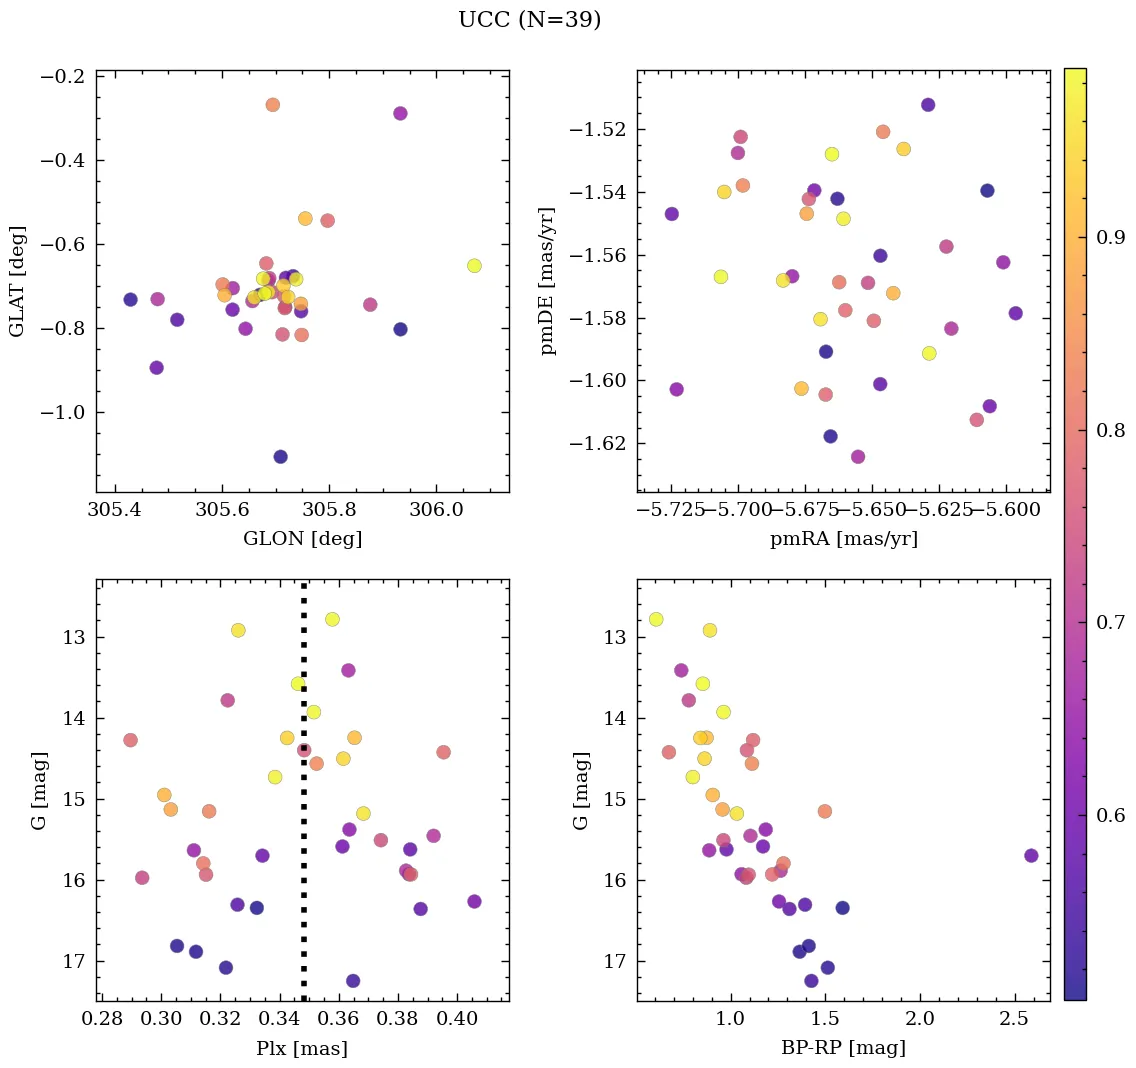 UCC (N=39)
−0.2
−0.4
−0.6
−0.8
−1.0
GLAT [deg]
305.4 305.6 305.8 306.0
GLON [deg]
−1.52
−1.54
−1.56
−1.58
−1.60
−1.62
pmDE [mas/yr]
−5.725 −5.700 −5.675 −5.650 −5.625 −5.600
pmRA [mas/yr]
0.9
0.8
0.7
0.6
13
14
15
16
17
G [mag]
0.28 0.30 0.32 0.34 0.36 0.38 0.40
Plx [mas]
13
14
15
16
17
G [mag]
1.0 1.5 2.0 2.5
BP-RP [mag]